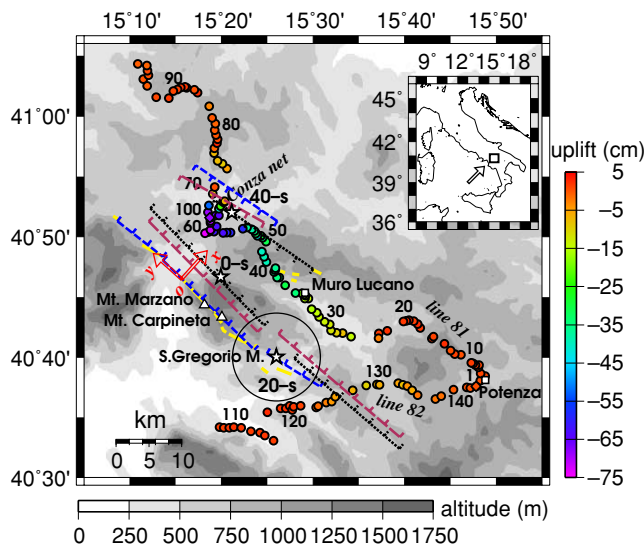 15˚10' 15˚20' 15˚30' 15˚40' 15˚50'
9˚ 12˚ 15˚ 18˚
45˚
42˚
39˚
36˚
41˚00'
40˚50'
40˚40'
40˚30'
90
80
70
100
60
50
40
30
20
10
1
140
130
120
110
Conza net
40-s
0-s
20-s
y
x
o
Muro Lucano
Mt. Marzano
Mt. Carpineta
S.Gregorio M.
line 81
line 82
Potenza
km
0 5 10
uplift (cm)
5
-5
-15
-25
-35
-45
-55
-65
-75
0 250 500 750 1000 1250 1500 1750
altitude (m)